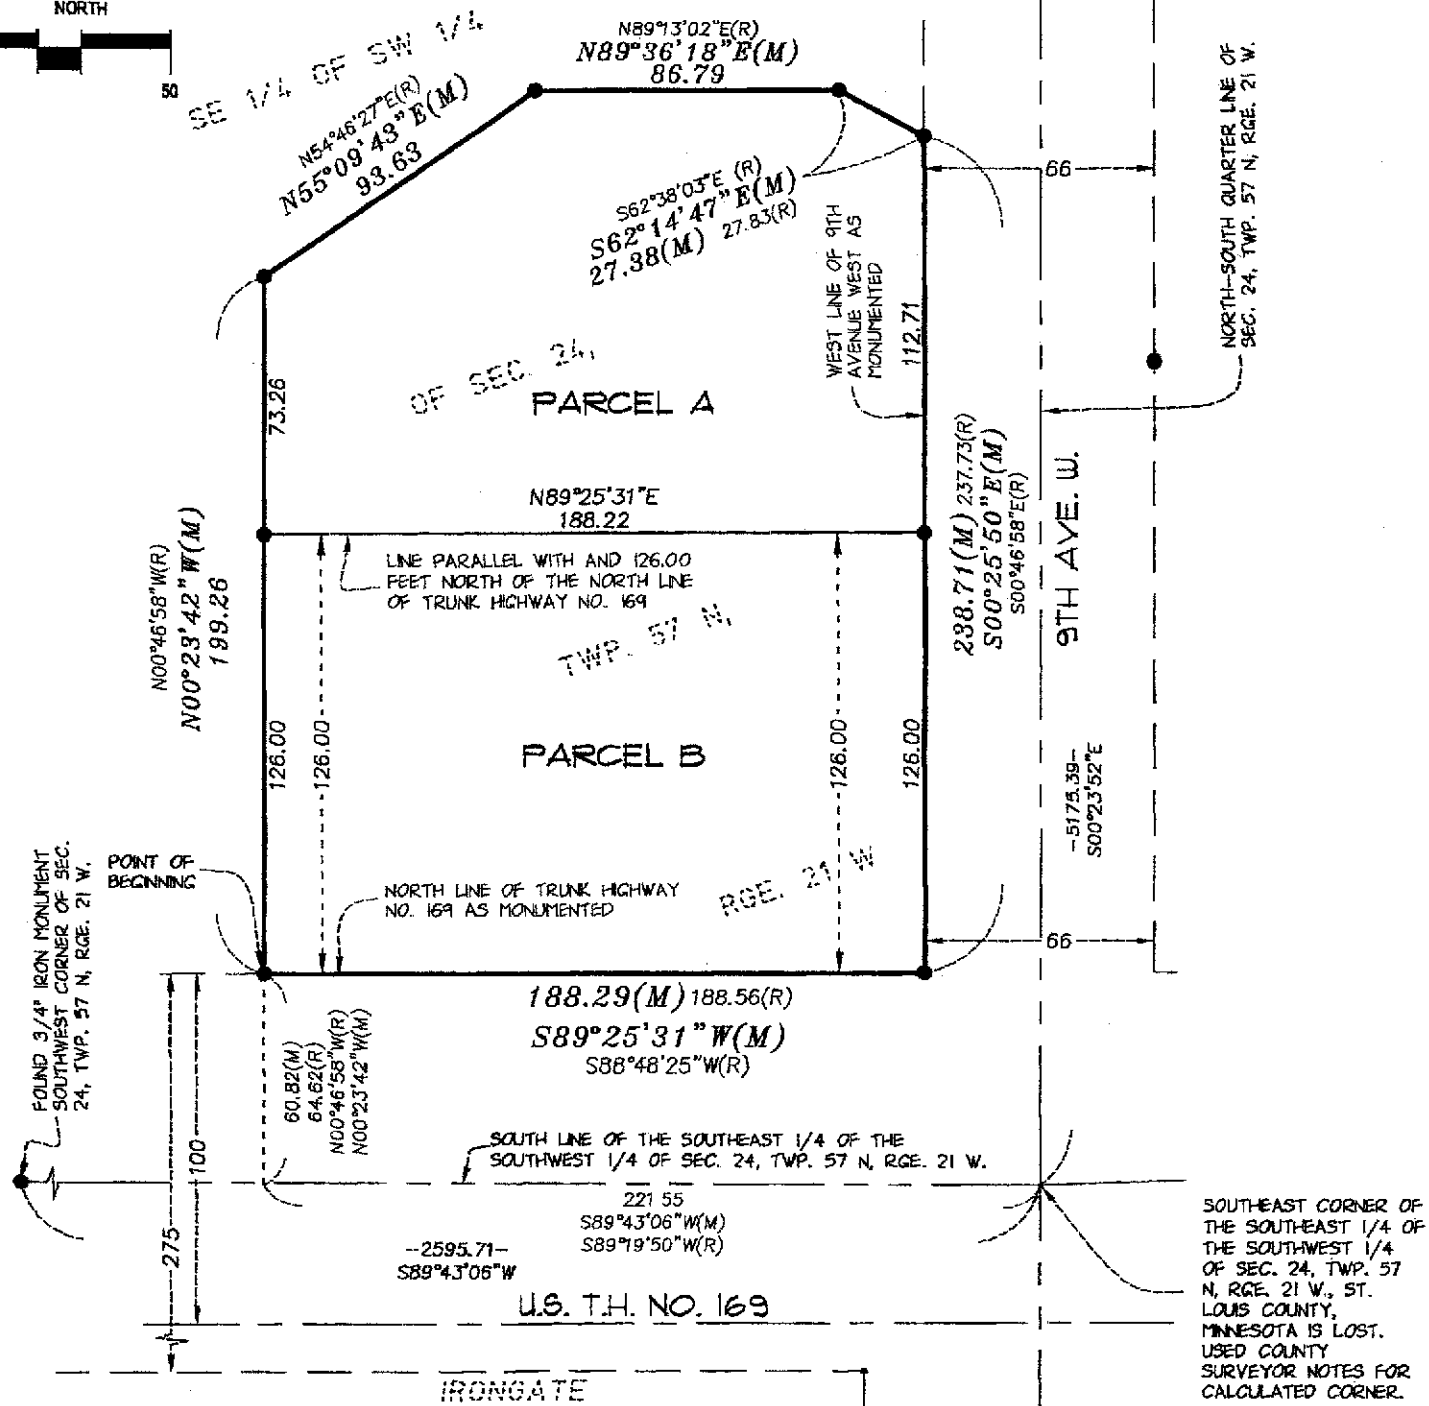 NORTH
50
SE 1/4 OF SW 1/4
N89°13'02"E(R)
N89°36'18"E(M)
86.79
N54°46'27"E(R)
N55°09'43"E(M)
93.63
S62°38'03"E (R)
S62°14'47"E(M)
27.38(M) 27.83(R)
66
NORTH-SOUTH QUARTER LINE OF
SEC. 24, TWP. 57 N, RGE. 21 W.
WEST LINE OF 9TH
AVENUE WEST AS
MONUMENTED
112.71
73.26
OF SEC. 24,
PARCEL A
N89°25'31"E
188.22
LINE PARALLEL WITH AND 126.00
FEET NORTH OF THE NORTH LINE
OF TRUNK HIGHWAY NO. 169
N00°46'58"W(R)
N00°23'42"W(M)
199.26
238.71(M) 237.73(R)
S00°25'50"E(M)
S00°46'58"E(R)
9TH AVE. W.
TWP. 57 N,
126.00
126.00
PARCEL B
126.00
126.00
--5175.39--
S00°23'52"E
FOUND 3/4" IRON MONUMENT
SOUTHWEST CORNER OF SEC.
24, TWP. 57 N, RGE. 21 W.
POINT OF
BEGINNING
NORTH LINE OF TRUNK HIGHWAY
NO. 169 AS MONUMENTED
RGE. 21 W
66
188.29(M) 188.56(R)
S89°25'31"W(M)
S88°48'25"W(R)
60.82(M)
64.62(R)
N00°46'58"W(R)
N00°23'42"W(M)
100
275
SOUTH LINE OF THE SOUTHEAST 1/4 OF THE
SOUTHWEST 1/4 OF SEC. 24, TWP. 57 N, RGE. 21 W.
221.55
S89°43'06"W(M)
S89°19'50"W(R)
--2595.71--
S89°43'06"W
U.S. T.H. NO. 169
IRONGATE
SOUTHEAST CORNER OF
THE SOUTHEAST 1/4 OF
THE SOUTHWEST 1/4
OF SEC. 24, TWP. 57
N, RGE. 21 W., ST.
LOUIS COUNTY,
MINNESOTA IS LOST.
USED COUNTY
SURVEYOR NOTES FOR
CALCULATED CORNER.